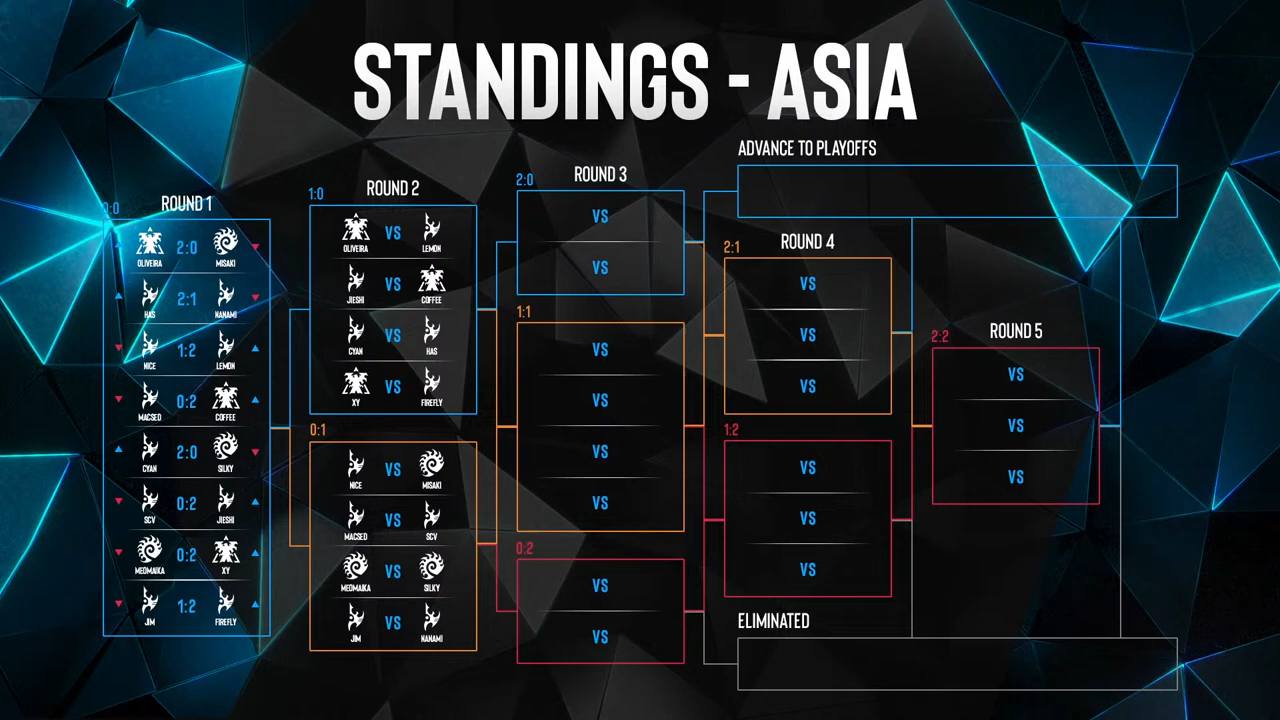 STANDINGS - ASIA
ADVANCE TO PLAYOFFS
0:0
ROUND 1
OLIVEIRA 2:0 MISAKI
HAS 2:1 NANAMI
NICE 1:2 LEMON
MACSED 0:2 COFFEE
CYAN 2:0 SILKY
SCV 0:2 JIESHI
MEOMAIKA 0:2 XY
JIM 1:2 FIREFLY
1:0
ROUND 2
OLIVEIRA VS LEMON
JIESHI VS COFFEE
CYAN VS HAS
XY VS FIREFLY
0:1
NICE VS MISAKI
MACSED VS SCV
MEOMAIKA VS SILKY
JIM VS NANAMI
2:0
ROUND 3
VS
VS
1:1
VS
VS
VS
VS
0:2
VS
VS
2:1
ROUND 4
VS
VS
VS
1:2
VS
VS
VS
2:2
ROUND 5
VS
VS
VS
ELIMINATED